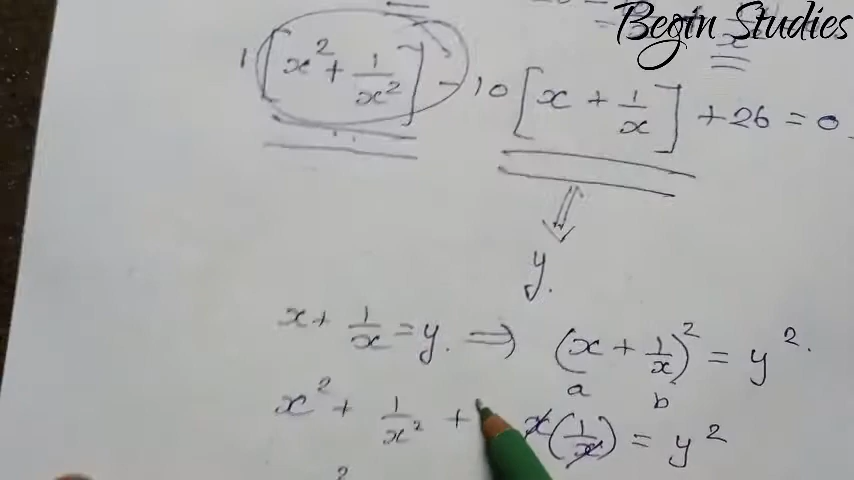 Begin Studies
1 [x² + 1/x²] - 10 [x + 1/x] + 26 = 0
y.
x + 1/x = y. ⇒ (x + 1/x)² = y².
a b
x² + 1/x² + x(1/x) = y²
2